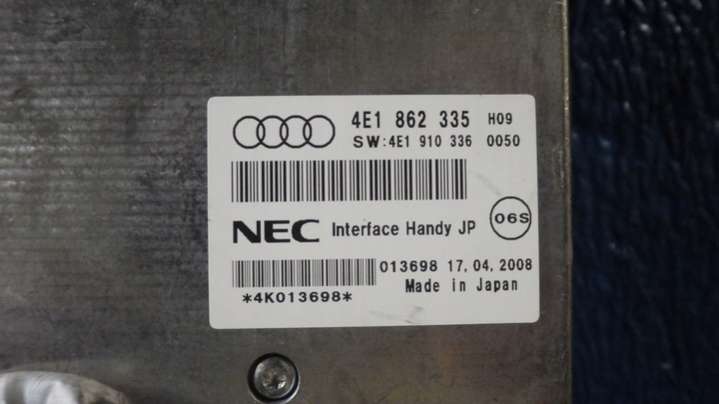 4E1 862 335 H09
SW:4E1 910 336 0050
NEC Interface Handy JP 06S
013698 17,04,2008
*4K013698* Made in Japan